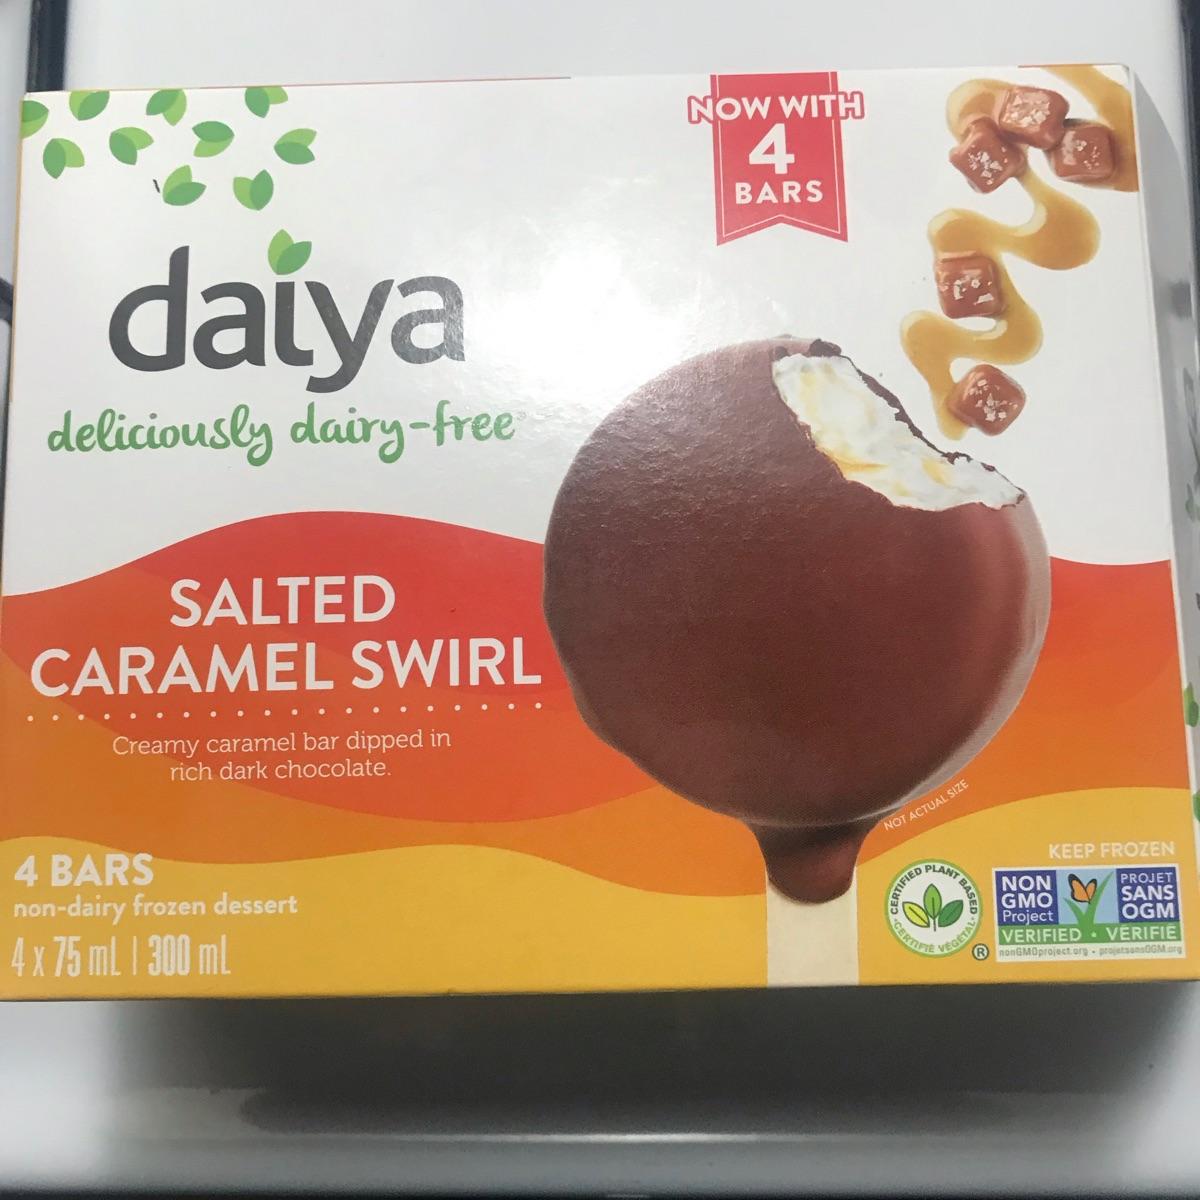 NOW WITH
4
BARS
daiya
deliciously dairy-free
SALTED
CARAMEL SWIRL
Creamy caramel bar dipped in
rich dark chocolate.
NOT ACTUAL SIZE
4 BARS
non-dairy frozen dessert
4 x 75 mL | 300 mL
KEEP FROZEN
CERTIFIED PLANT BASED
CERTIFIÉ VÉGÉTAL
®
NON
GMO
Project
VERIFIED
nonGMOproject.org
PROJET
SANS
OGM
VÉRIFIÉ
projetsansOGM.org